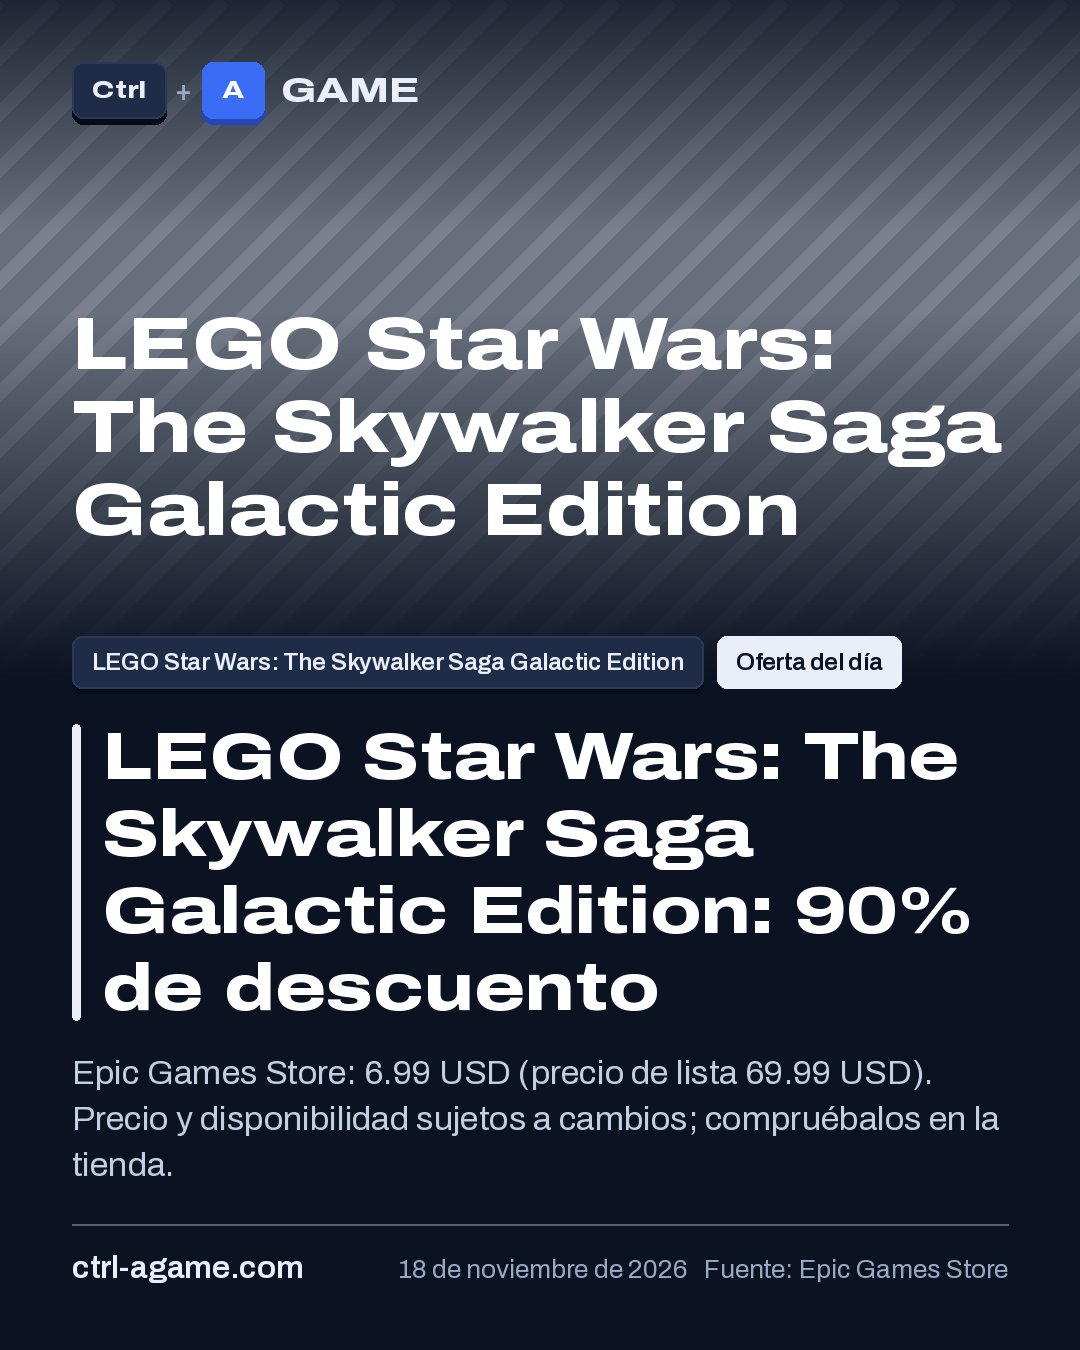 Ctrl + A GAME
LEGO Star Wars:
The Skywalker Saga
Galactic Edition
LEGO Star Wars: The Skywalker Saga Galactic Edition
Oferta del día
LEGO Star Wars: The
Skywalker Saga
Galactic Edition: 90%
de descuento
Epic Games Store: 6.99 USD (precio de lista 69.99 USD).
Precio y disponibilidad sujetos a cambios; compruébalos en la
tienda.
ctrl-agame.com
18 de noviembre de 2026 Fuente: Epic Games Store